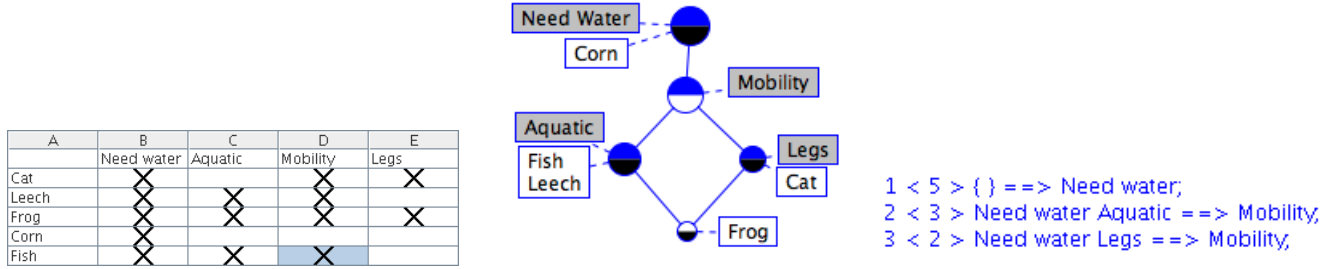 A B C D E
Need water Aquatic Mobility Legs
Cat X X X
Leech X X X
Frog X X X X
Corn X
Fish X X X
Need Water
Corn
Mobility
Aquatic
Fish
Leech
Legs
Cat
Frog
1 < 5 > { } ==> Need water;
2 < 3 > Need water Aquatic ==> Mobility;
3 < 2 > Need water Legs ==> Mobility;